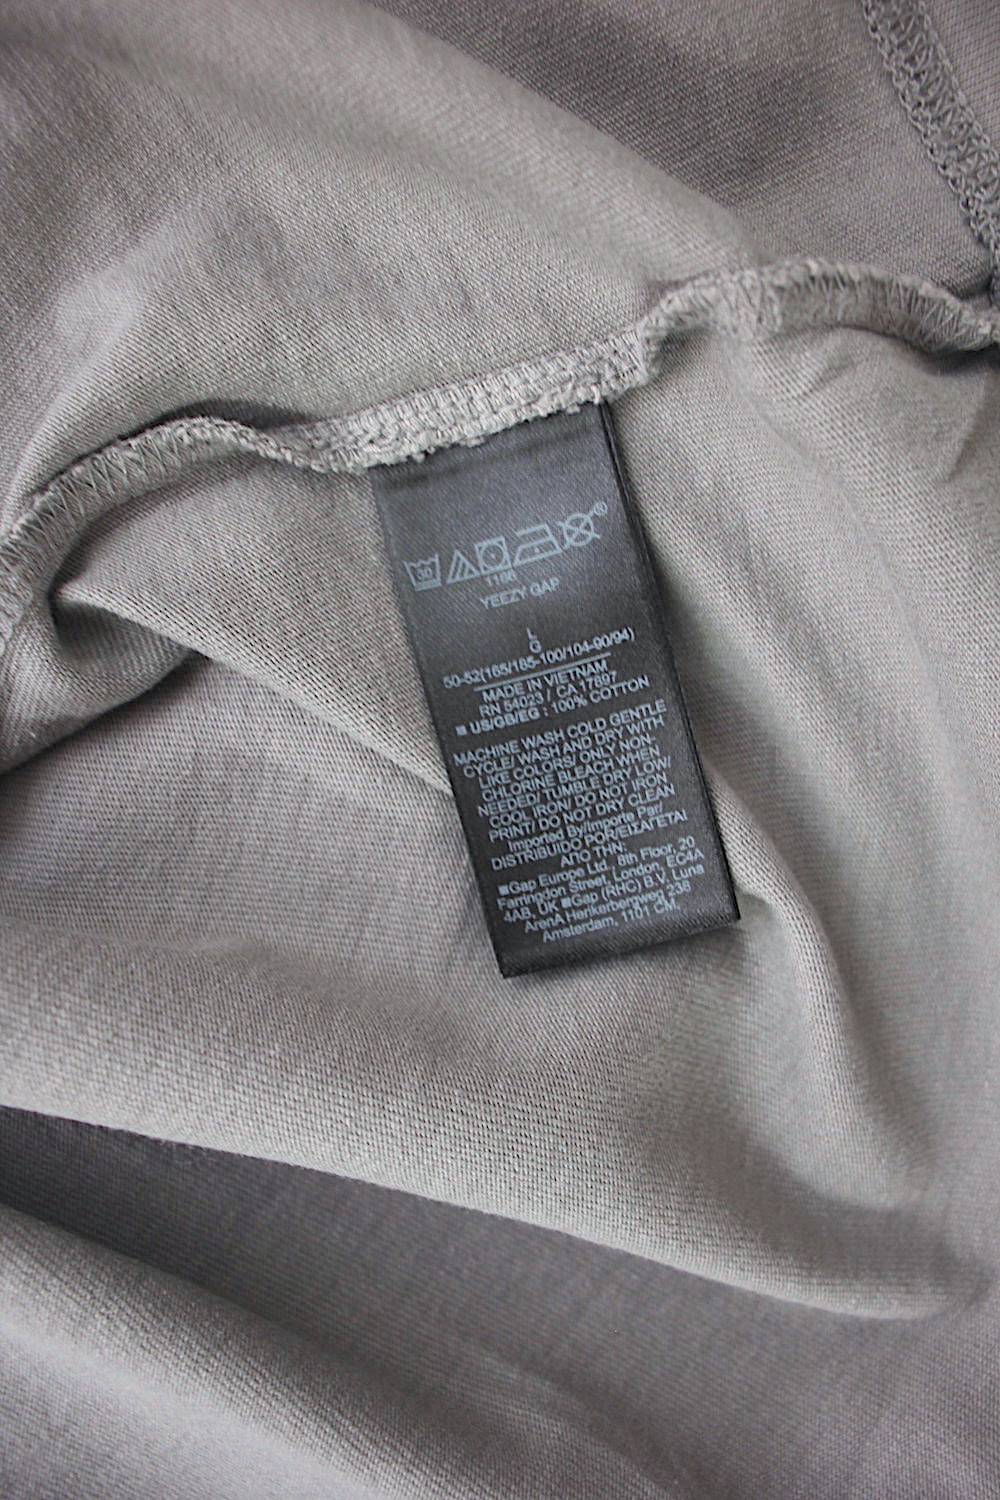 30
1186
YEEZY GAP
L
G
50-52(165/185-100/104-90/94)
MADE IN VIETNAM
RN 54023 / CA 17897
■ US/GB/EG : 100% COTTON
MACHINE WASH COLD GENTLE
CYCLE/ WASH AND DRY WITH
LIKE COLORS/ ONLY NON-
CHLORINE BLEACH WHEN
NEEDED/ TUMBLE DRY LOW/
COOL IRON/ DO NOT IRON
PRINT/ DO NOT DRY CLEAN
Imported By/Importe Par/
DISTRIBUIDO POR/ΕΙΣΑΓΕΤΑΙ
ΑΠΟ ΤΗΝ:
■Gap Europe Ltd., 8th Floor, 20
Farringdon Street, London, EC4A
4AB, UK ■Gap (RHC) B.V. Luna
ArenA Herikerbergweg 238
Amsterdam, 1101 CM.